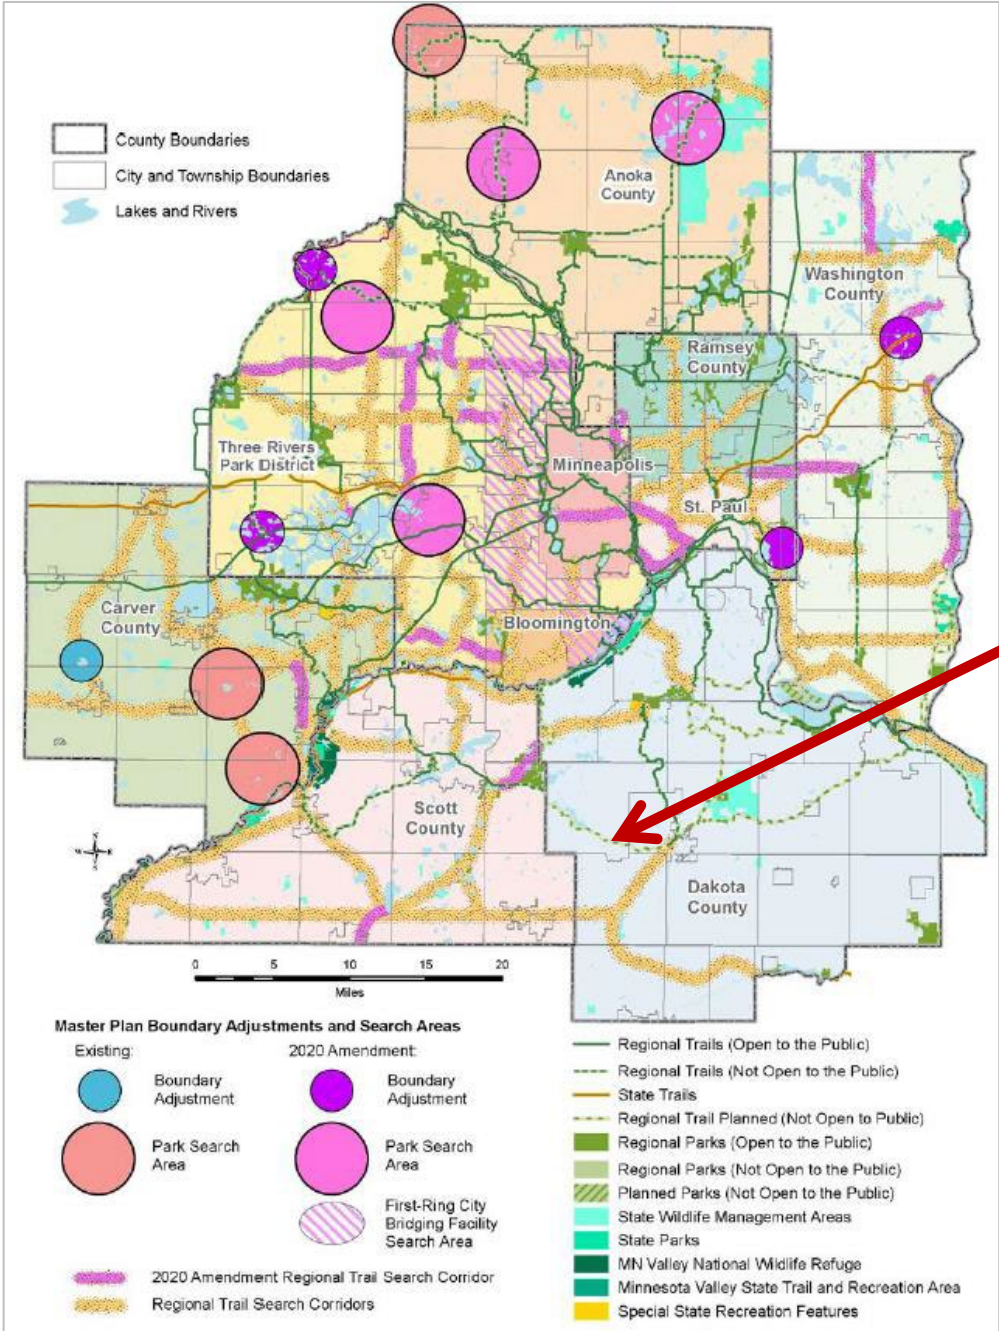 County Boundaries
City and Township Boundaries
Lakes and Rivers
Anoka
County
Washington
County
Ramsey
County
Three Rivers
Park District
Minneapolis
St. Paul
Carver
County
Bloomington
Scott
County
Dakota
County
N
W E
S
0 5 10 15 20
Miles
Master Plan Boundary Adjustments and Search Areas
Existing:
Boundary
Adjustment
Park Search
Area
2020 Amendment:
Boundary
Adjustment
Park Search
Area
First-Ring City
Bridging Facility
Search Area
2020 Amendment Regional Trail Search Corridor
Regional Trail Search Corridors
Regional Trails (Open to the Public)
Regional Trails (Not Open to the Public)
State Trails
Regional Trail Planned (Not Open to Public)
Regional Parks (Open to the Public)
Regional Parks (Not Open to the Public)
Planned Parks (Not Open to the Public)
State Wildlife Management Areas
State Parks
MN Valley National Wildlife Refuge
Minnesota Valley State Trail and Recreation Area
Special State Recreation Features